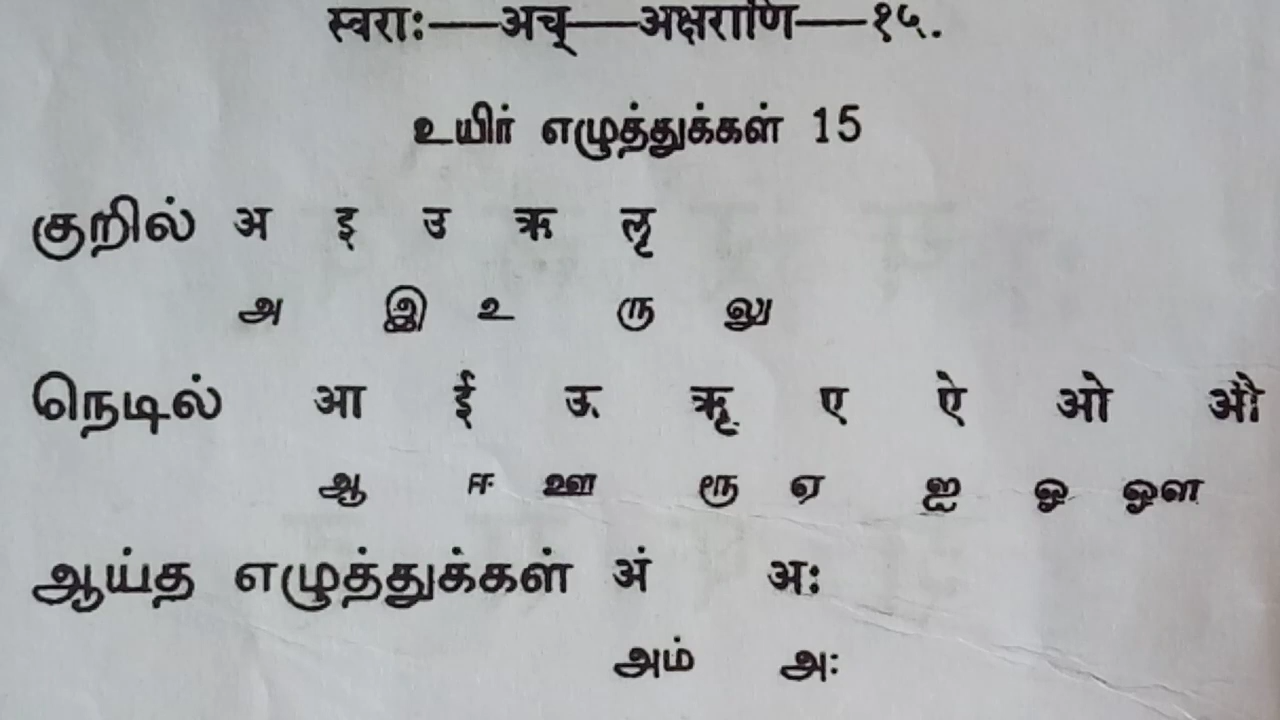 स्वराः—अच्—अक्षराणि—१५.
உயிர் எழுத்துக்கள் 15
குறில் अ इ उ ऋ ऌ
அ இ உ ரு லு
நெடில் आ ई ऊ ॠ ए ऐ ओ औ
ஆ ஈ ஊ ரூ ஏ ஐ ஓ ஔ
ஆய்த எழுத்துக்கள் अं अः
அம் அ: